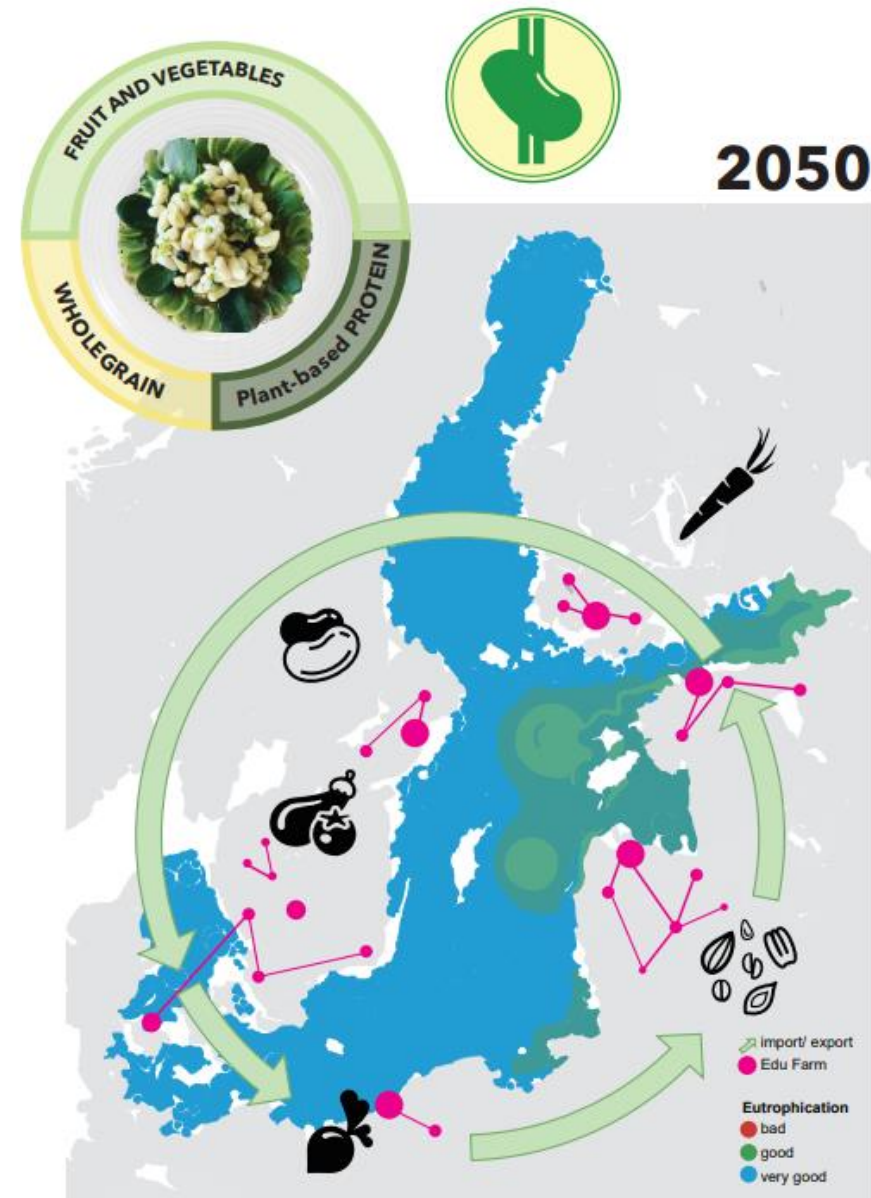 FRUIT AND VEGETABLES
WHOLEGRAIN
Plant-based PROTEIN
2050
import/ export
Edu Farm
Eutrophication
bad
good
very good